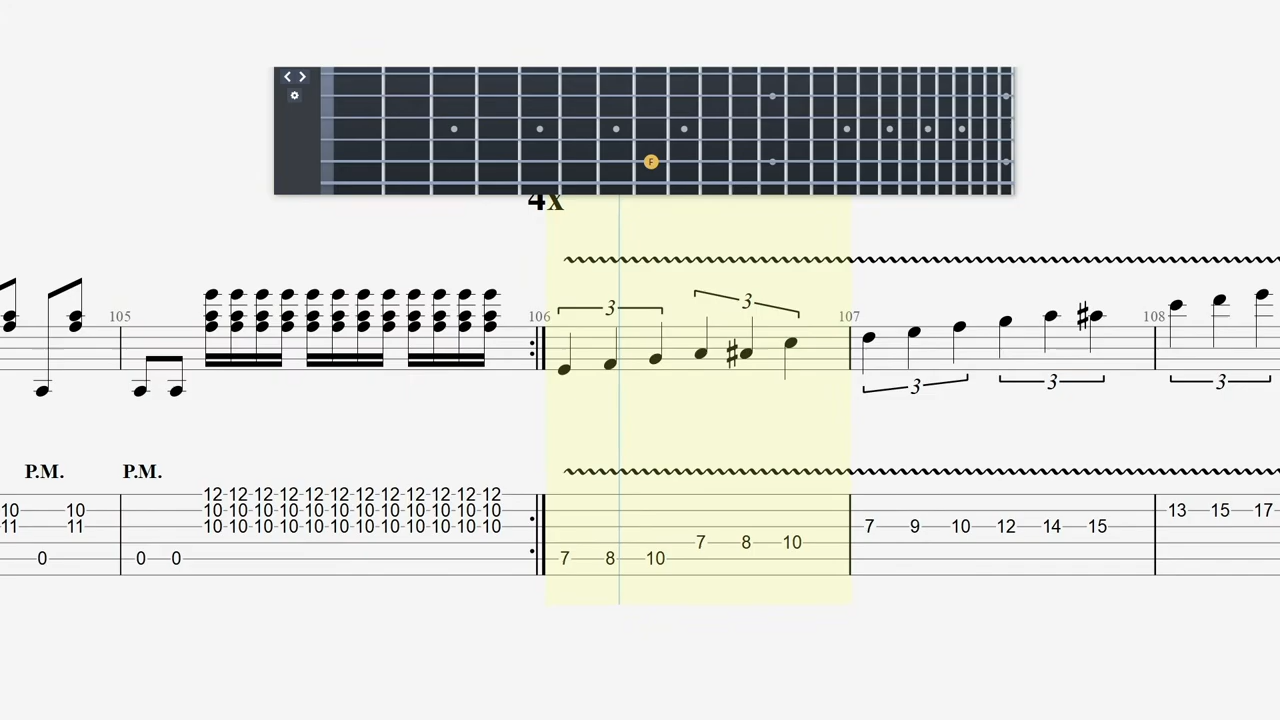 F
4x
3 3
105 106 107 108
3 3 3
P.M. P.M.
12 12 12 12 12 12 12 12 12 12 12 12
10 10 10 10 10 10 10 10 10 10 10 10 10 10 13 15 17
11 11 10 10 10 10 10 10 10 10 10 10 10 10 7 9 10 12 14 15
7 8 10
0 0 0 7 8 10